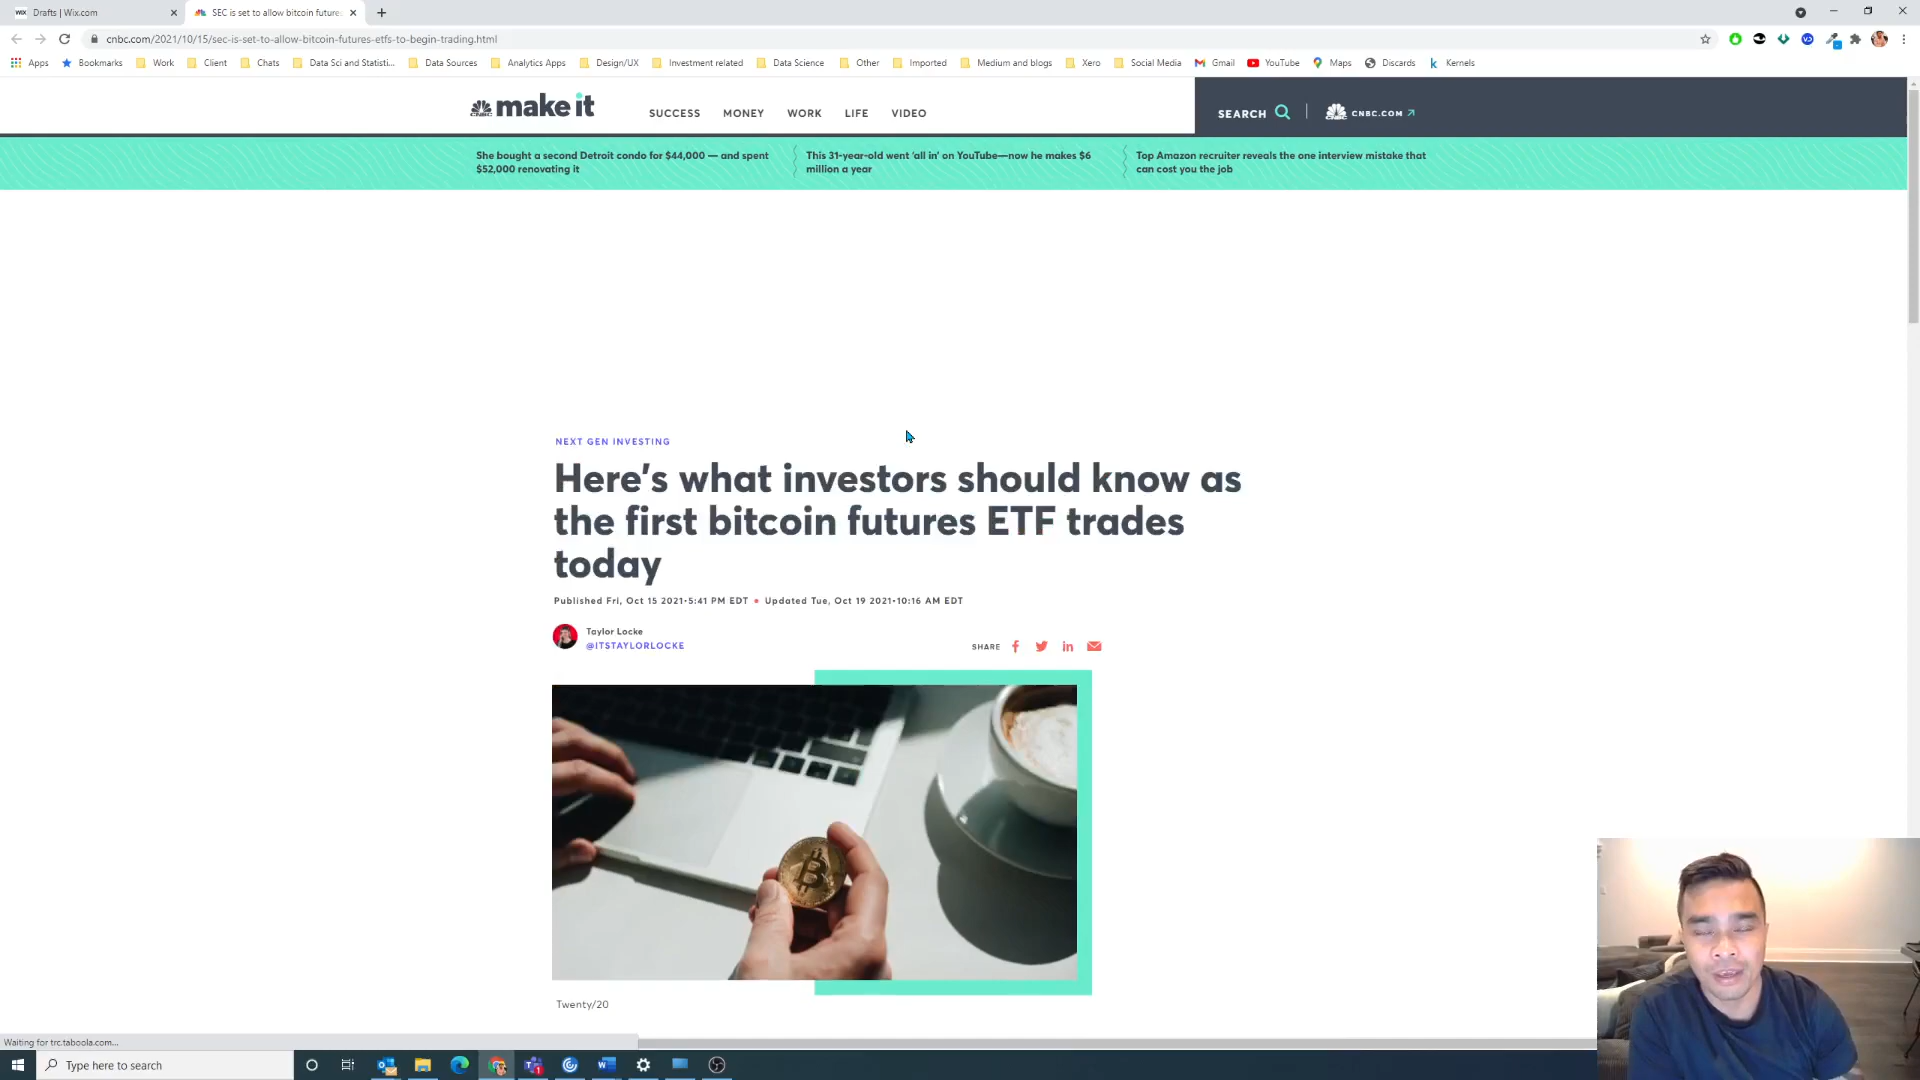 Drafts | Wix.com
SEC is set to allow bitcoin future
cnbc.com/2021/10/15/sec-is-set-to-allow-bitcoin-futures-etfs-to-begin-trading.html
Apps Bookmarks Work Client Chats Data Sci and Statisti... Data Sources Analytics Apps Design/UX Investment related Data Science Other Imported Medium and blogs Xero Social Media Gmail YouTube Maps Discards Kernels
CNBC make it
SUCCESS MONEY WORK LIFE VIDEO
SEARCH
CNBC.COM
She bought a second Detroit condo for $44,000 — and spent
$52,000 renovating it
This 31-year-old went ‘all in’ on YouTube—now he makes $6
million a year
Top Amazon recruiter reveals the one interview mistake that
can cost you the job
NEXT GEN INVESTING
Here’s what investors should know as
the first bitcoin futures ETF trades
today
Published Fri, Oct 15 2021•5:41 PM EDT • Updated Tue, Oct 19 2021•10:16 AM EDT
Taylor Locke
@ITSTAYLORLOCKE
SHARE
Twenty/20
Waiting for trc.taboola.com...
Type here to search